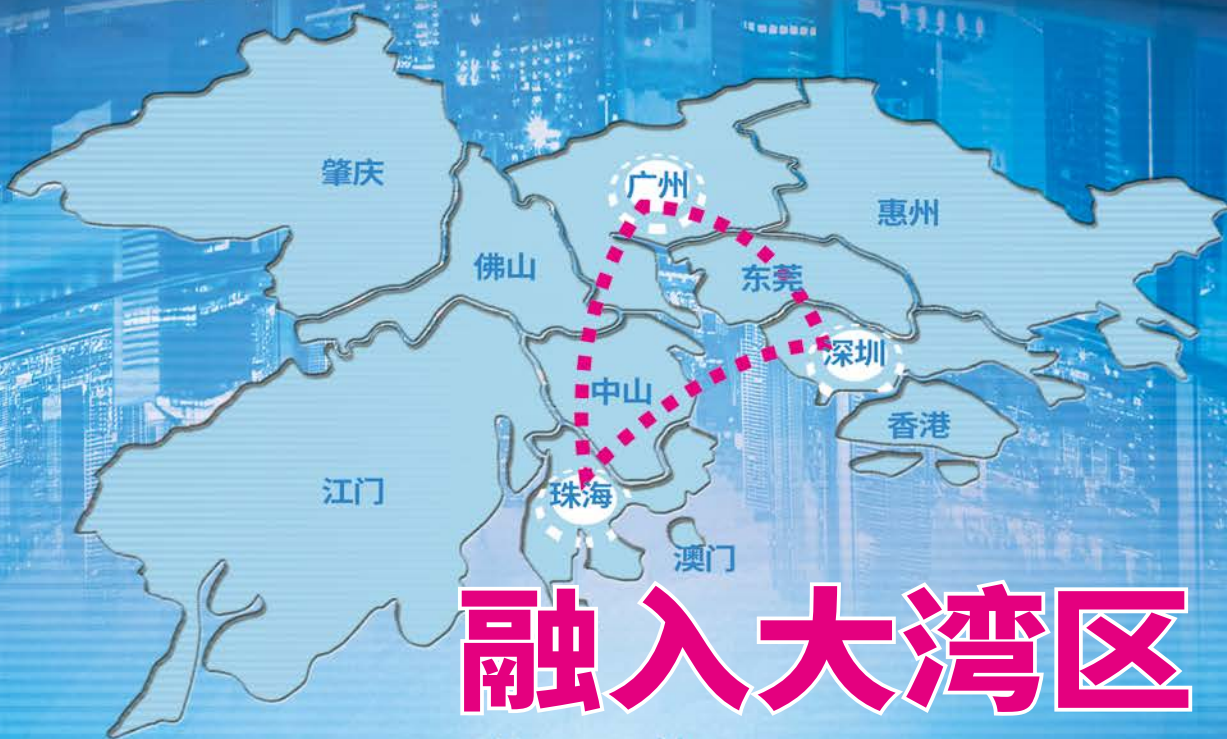 肇庆
广州
惠州
佛山
东莞
深圳
中山
香港
江门
珠海
澳门
融入大湾区